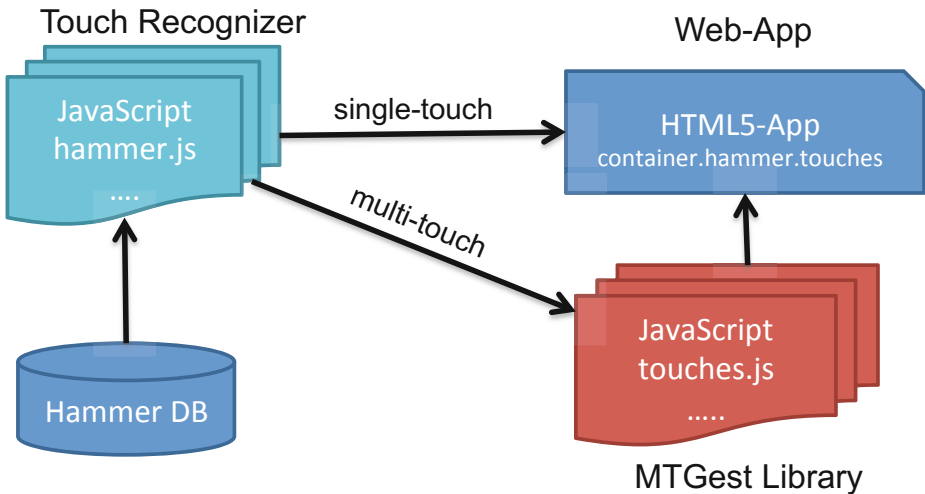 Touch Recognizer
Web-App
JavaScript
hammer.js
....
single-touch
HTML5-App
container.hammer.touches
multi-touch
JavaScript
touches.js
.....
Hammer DB
MTGest Library